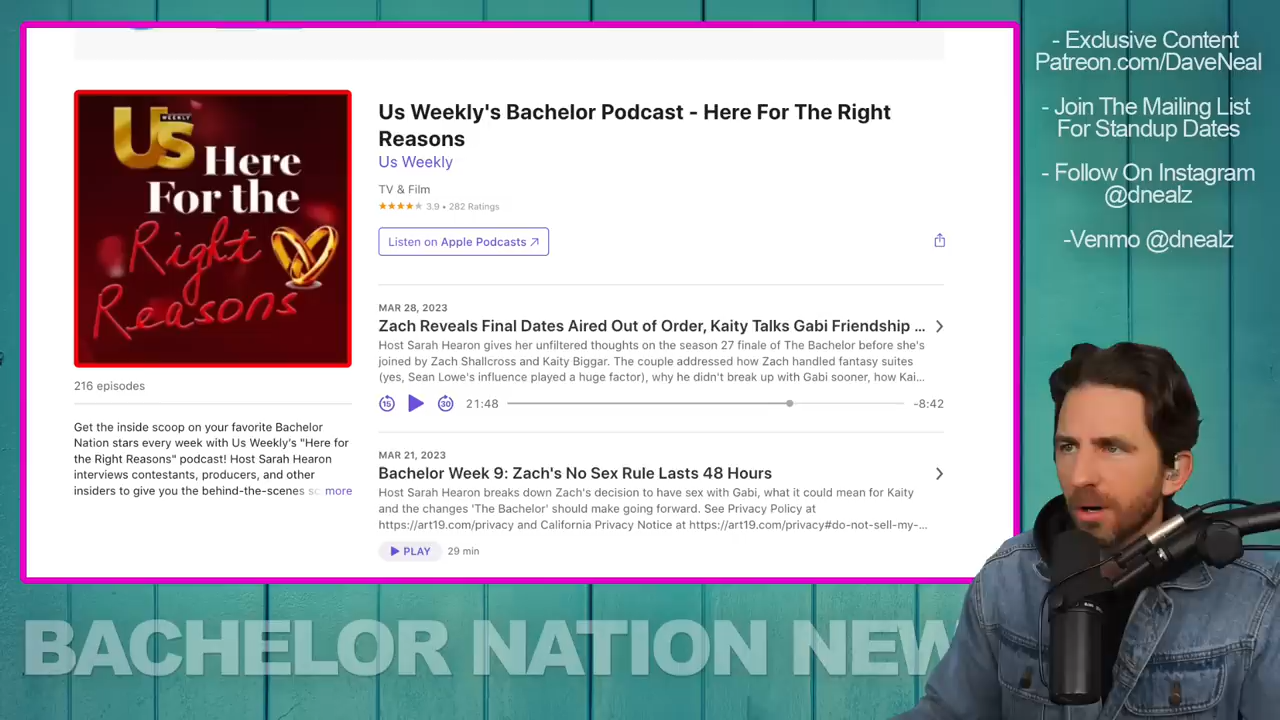 Us
WEEKLY
Here
For the
Right
Reasons
216 episodes
Get the inside scoop on your favorite Bachelor
Nation stars every week with Us Weekly's "Here for
the Right Reasons" podcast! Host Sarah Hearon
interviews contestants, producers, and other
insiders to give you the behind-the-scenes more
Us Weekly's Bachelor Podcast - Here For The Right
Reasons
Us Weekly
TV & Film
3.9 • 282 Ratings
Listen on Apple Podcasts ↗
MAR 28, 2023
Zach Reveals Final Dates Aired Out of Order, Kaity Talks Gabi Friendship ...
Host Sarah Hearon gives her unfiltered thoughts on the season 27 finale of The Bachelor before she's
joined by Zach Shallcross and Kaity Biggar. The couple addressed how Zach handled fantasy suites
(yes, Sean Lowe's influence played a huge factor), why he didn't break up with Gabi sooner, how Kai...
15 30 21:48 -8:42
MAR 21, 2023
Bachelor Week 9: Zach's No Sex Rule Lasts 48 Hours
Host Sarah Hearon breaks down Zach's decision to have sex with Gabi, what it could mean for Kaity
and the changes 'The Bachelor' should make going forward. See Privacy Policy at
https://art19.com/privacy and California Privacy Notice at https://art19.com/privacy#do-not-sell-my-...
PLAY 29 min
- Exclusive Content
Patreon.com/DaveNeal
- Join The Mailing List
For Standup Dates
- Follow On Instagram
@dnealz
-Venmo @dnealz
BACHELOR NATION NEW